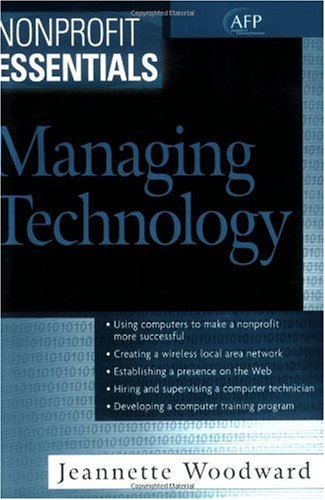 NONPROFIT
ESSENTIALS
AFP
Managing
Technology
• Using computers to make a nonprofit
more successful
• Creating a wireless local area network
• Establishing a presence on the Web
• Hiring and supervising a computer technician
• Developing a computer training program
Jeannette Woodward